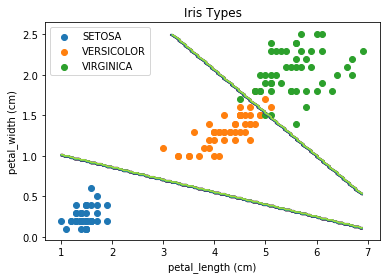 Iris Types
SETOSA
VERSICOLOR
VIRGINICA
2.5
2.0
1.5
1.0
0.5
0.0
petal_width (cm)
1 2 3 4 5 6 7
petal_length (cm)